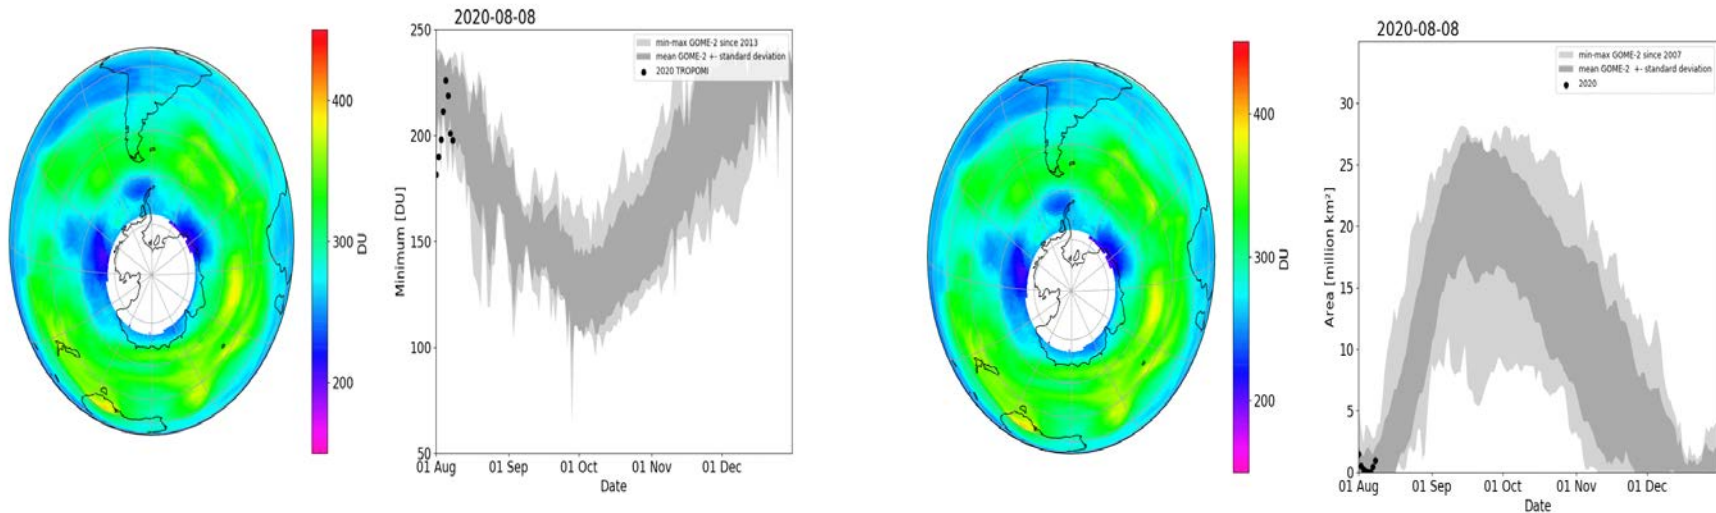 2020-08-08
400
300
200
DU
250
200
150
100
50
Minimum [DU]
min-max GOME-2 since 2013
mean GOME-2 +- standard deviation
2020 TROPOMI
01 Aug
01 Sep
01 Oct
01 Nov
01 Dec
Date
400
300
200
DU
2020-08-08
30
25
20
15
10
5
0
Area [million km²]
min-max GOME-2 since 2007
mean GOME-2 +- standard deviation
2020
01 Aug
01 Sep
01 Oct
01 Nov
01 Dec
Date